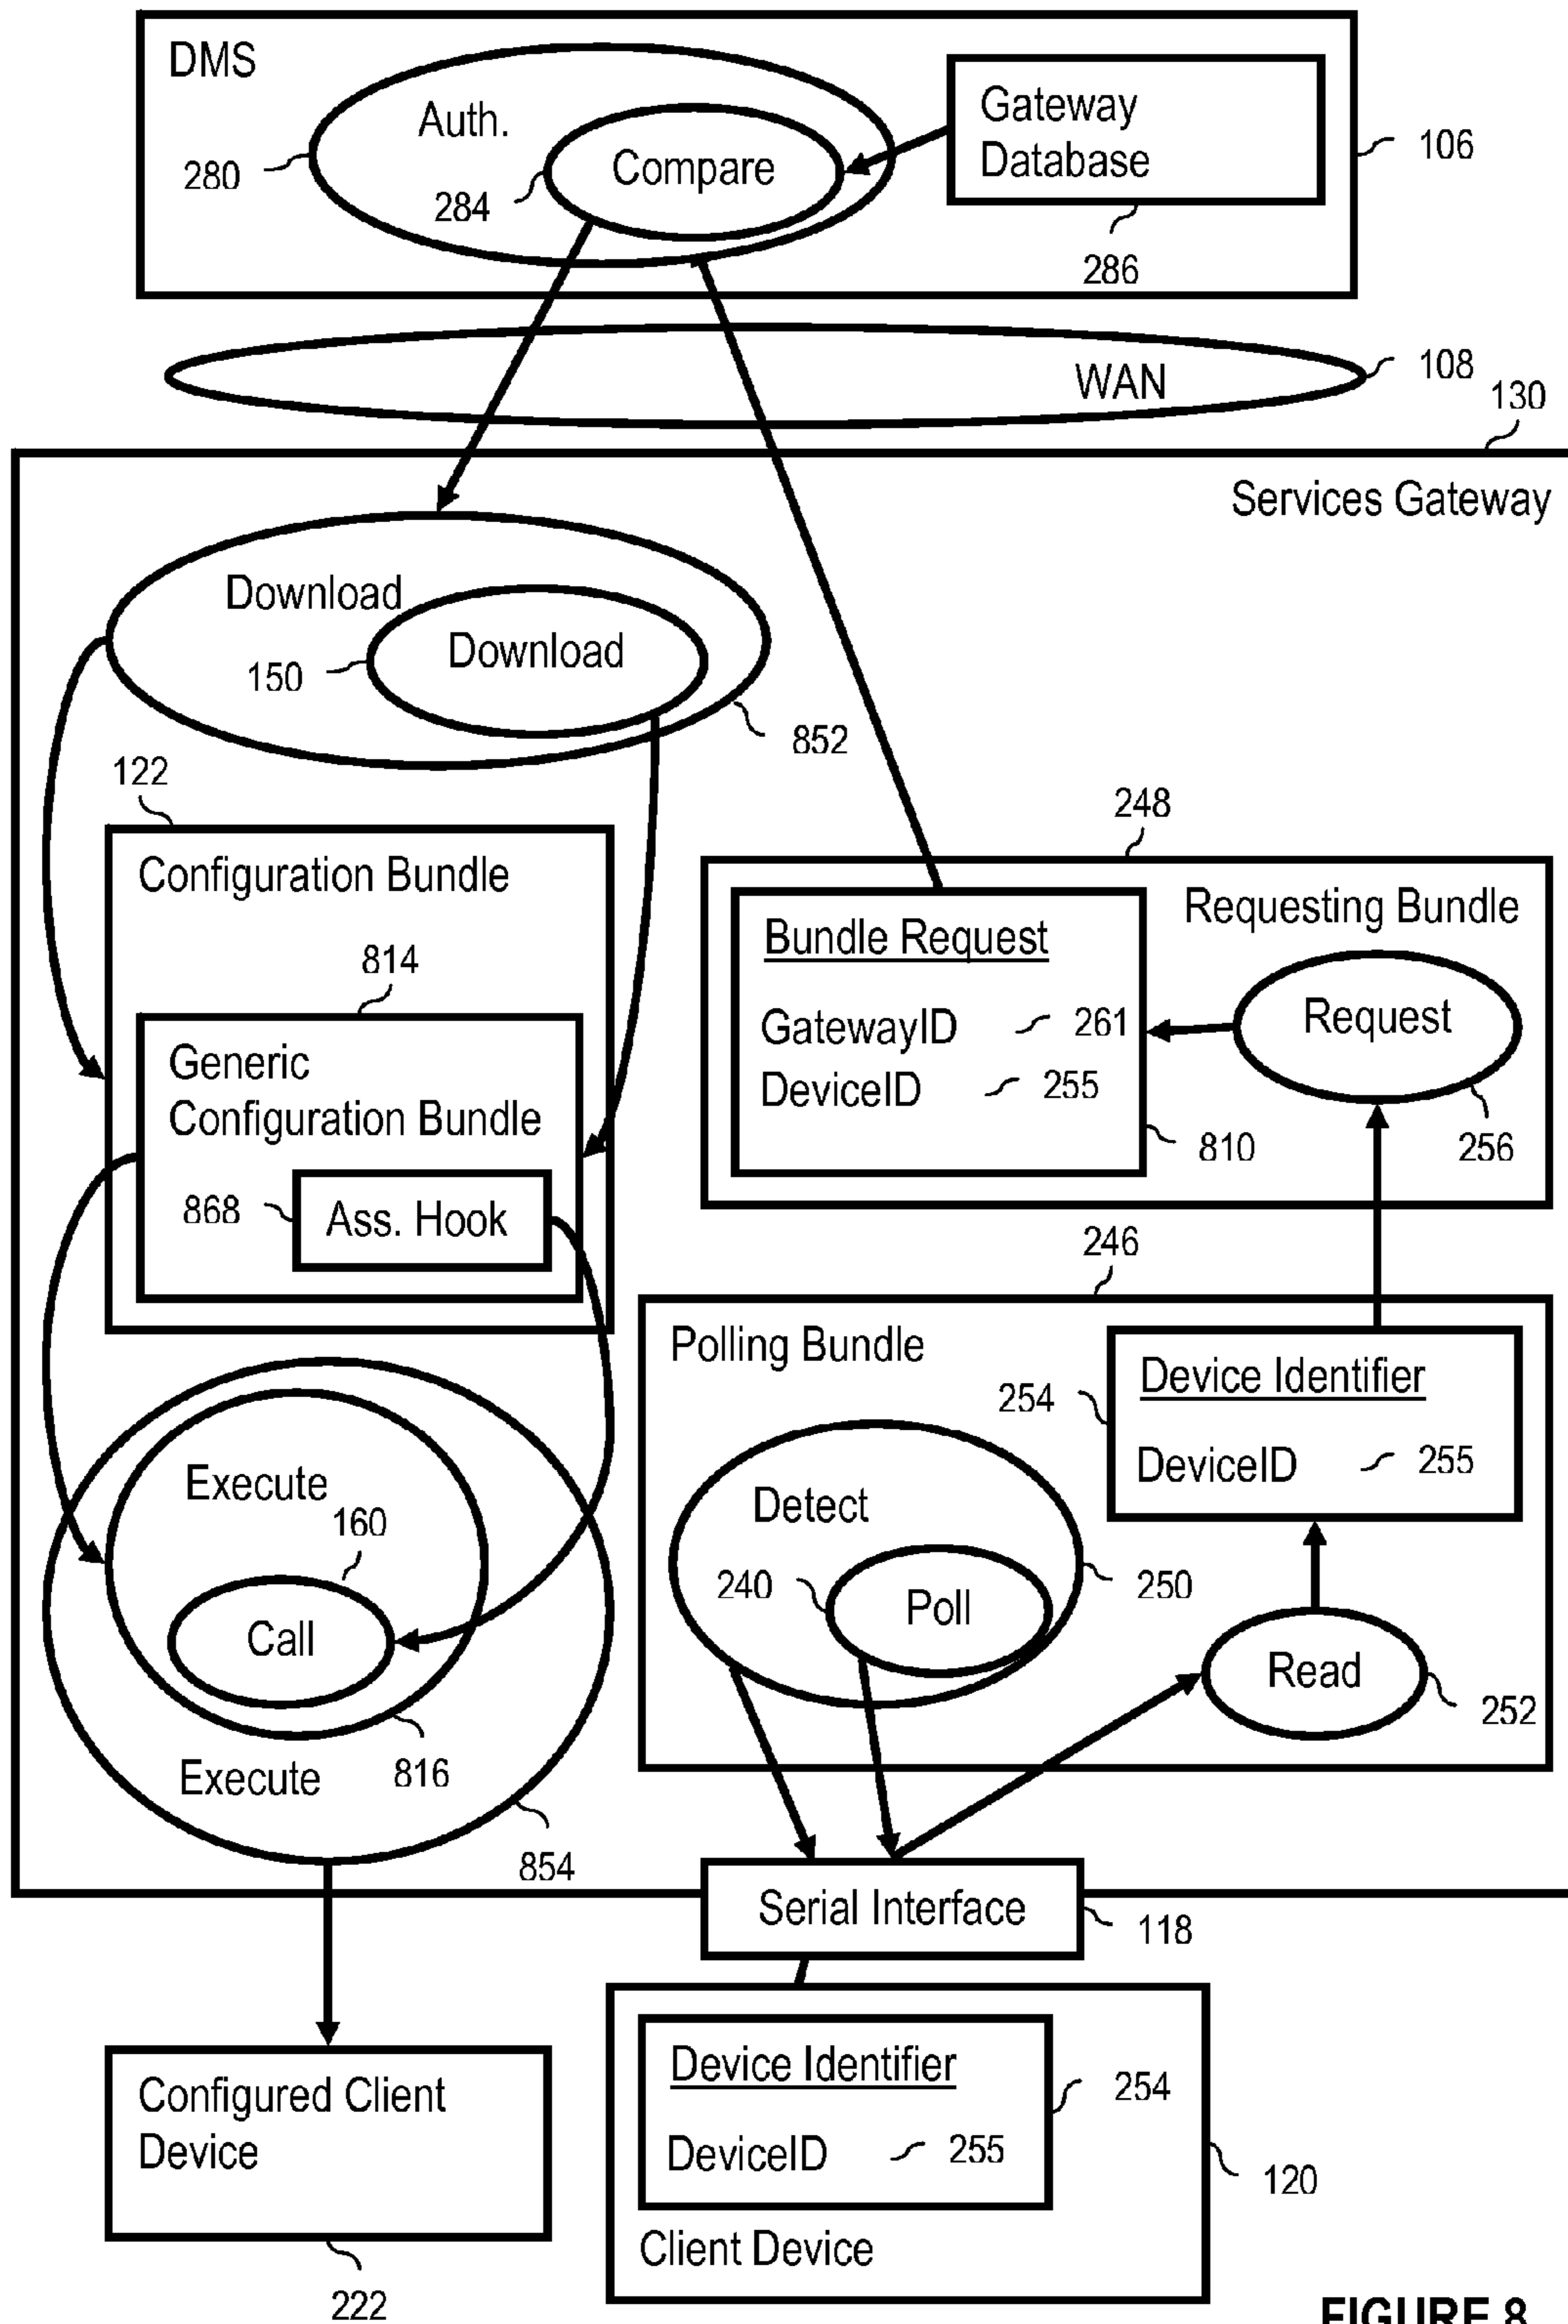 DMS
Auth.
Compare
Gateway
Database
280
284
286
106
WAN
108
130
Services Gateway
Download
Download
150
852
122
Configuration Bundle
814
Generic
Configuration Bundle
868
Ass. Hook
248
Requesting Bundle
Bundle Request
GatewayID
261
DeviceID
255
810
Request
256
246
Polling Bundle
Device Identifier
254
DeviceID
255
Detect
240
Poll
250
Read
252
Execute
160
Call
Execute
816
854
Serial Interface
118
Configured Client
Device
222
Device Identifier
254
DeviceID
255
120
Client Device
FIGURE 8